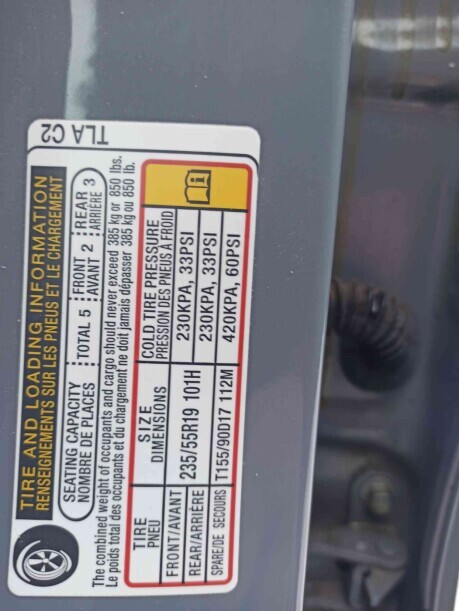 TIRE AND LOADING INFORMATION
RENSEIGNEMENTS SUR LES PNEUS ET LE CHARGEMENT
SEATING CAPACITY
NOMBRE DE PLACES
TOTAL 5
FRONT
AVANT 2
REAR
ARRIÈRE 3
The combined weight of occupants and cargo should never exceed 385 kg or 850 lbs.
Le poids total des occupants et du chargement ne doit jamais dépasser 385 kg ou 850 lb.
TIRE
PNEU
SIZE
DIMENSIONS
COLD TIRE PRESSURE
PRESSION DES PNEUS A FROID
FRONT/AVANT 235/55R19 101H 230KPA, 33PSI
REAR/ARRIÈRE 230KPA, 33PSI
SPARE/DE SECOURS T155/90D17 112M 420KPA, 60PSI
TLA C2